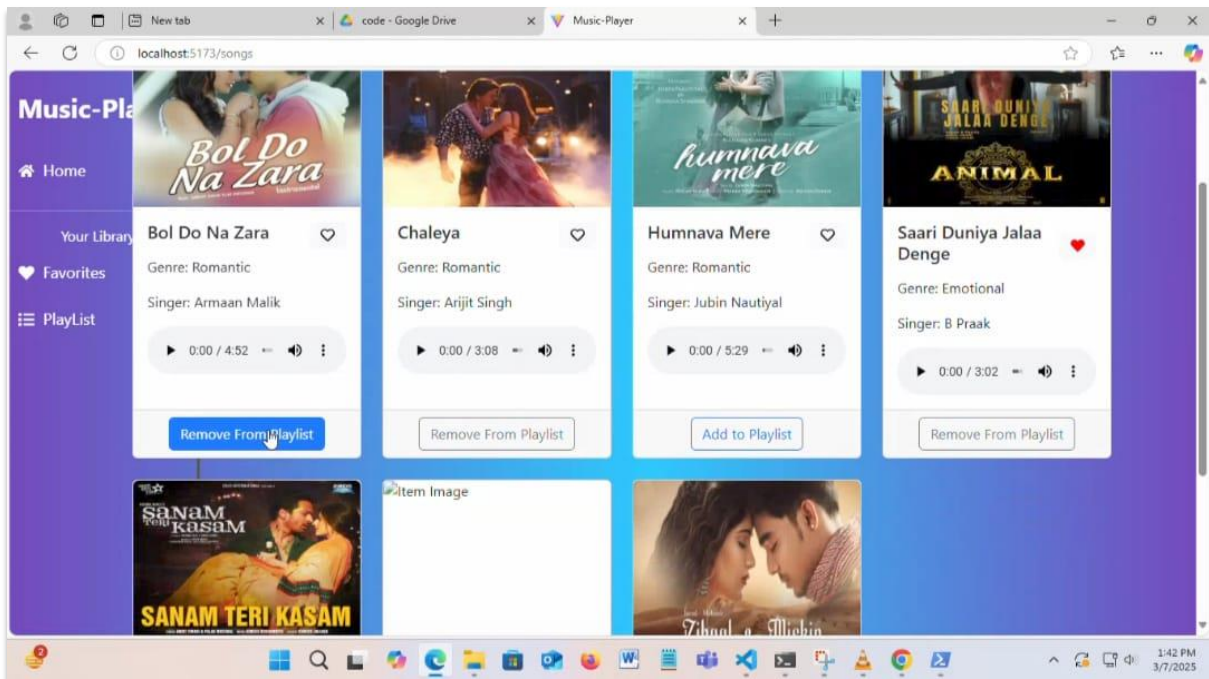 New tab
code - Google Drive
Music-Player
localhost:5173/songs
Music-Pla
Home
Your Library
Favorites
PlayList
Bol Do
Na Zara
Instrumental
humnava
mere
SAARI DUNIYA
JALAA DENGE
ANIMAL
Bol Do Na Zara
Genre: Romantic
Singer: Armaan Malik
0:00 / 4:52
Remove From Playlist
Chaleya
Genre: Romantic
Singer: Arijit Singh
0:00 / 3:08
Remove From Playlist
Humnava Mere
Genre: Romantic
Singer: Jubin Nautiyal
0:00 / 5:29
Add to Playlist
Saari Duniya Jalaa
Denge
Genre: Emotional
Singer: B Praak
0:00 / 3:02
Remove From Playlist
SANAM
TERI KASAM
SANAM TERI KASAM
Item Image
Zihaal e Miskin
2
1:42 PM
3/7/2025